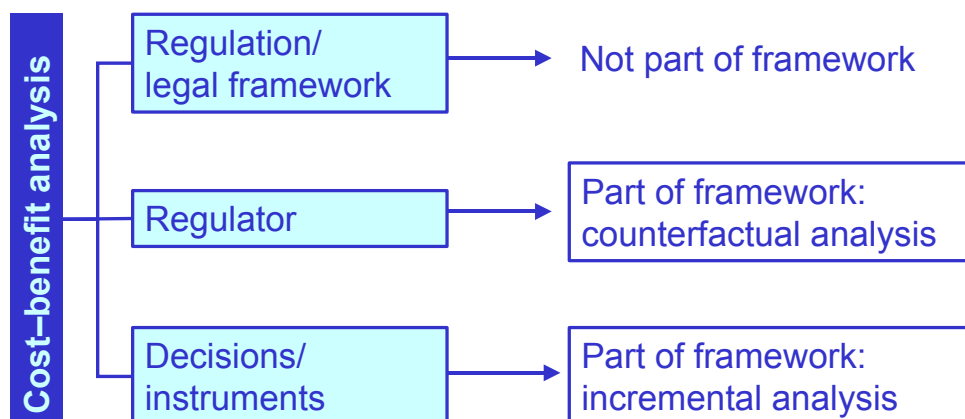 Cost–benefit analysis
Regulation/
legal framework
Not part of framework
Regulator
Part of framework:
counterfactual analysis
Decisions/
instruments
Part of framework:
incremental analysis